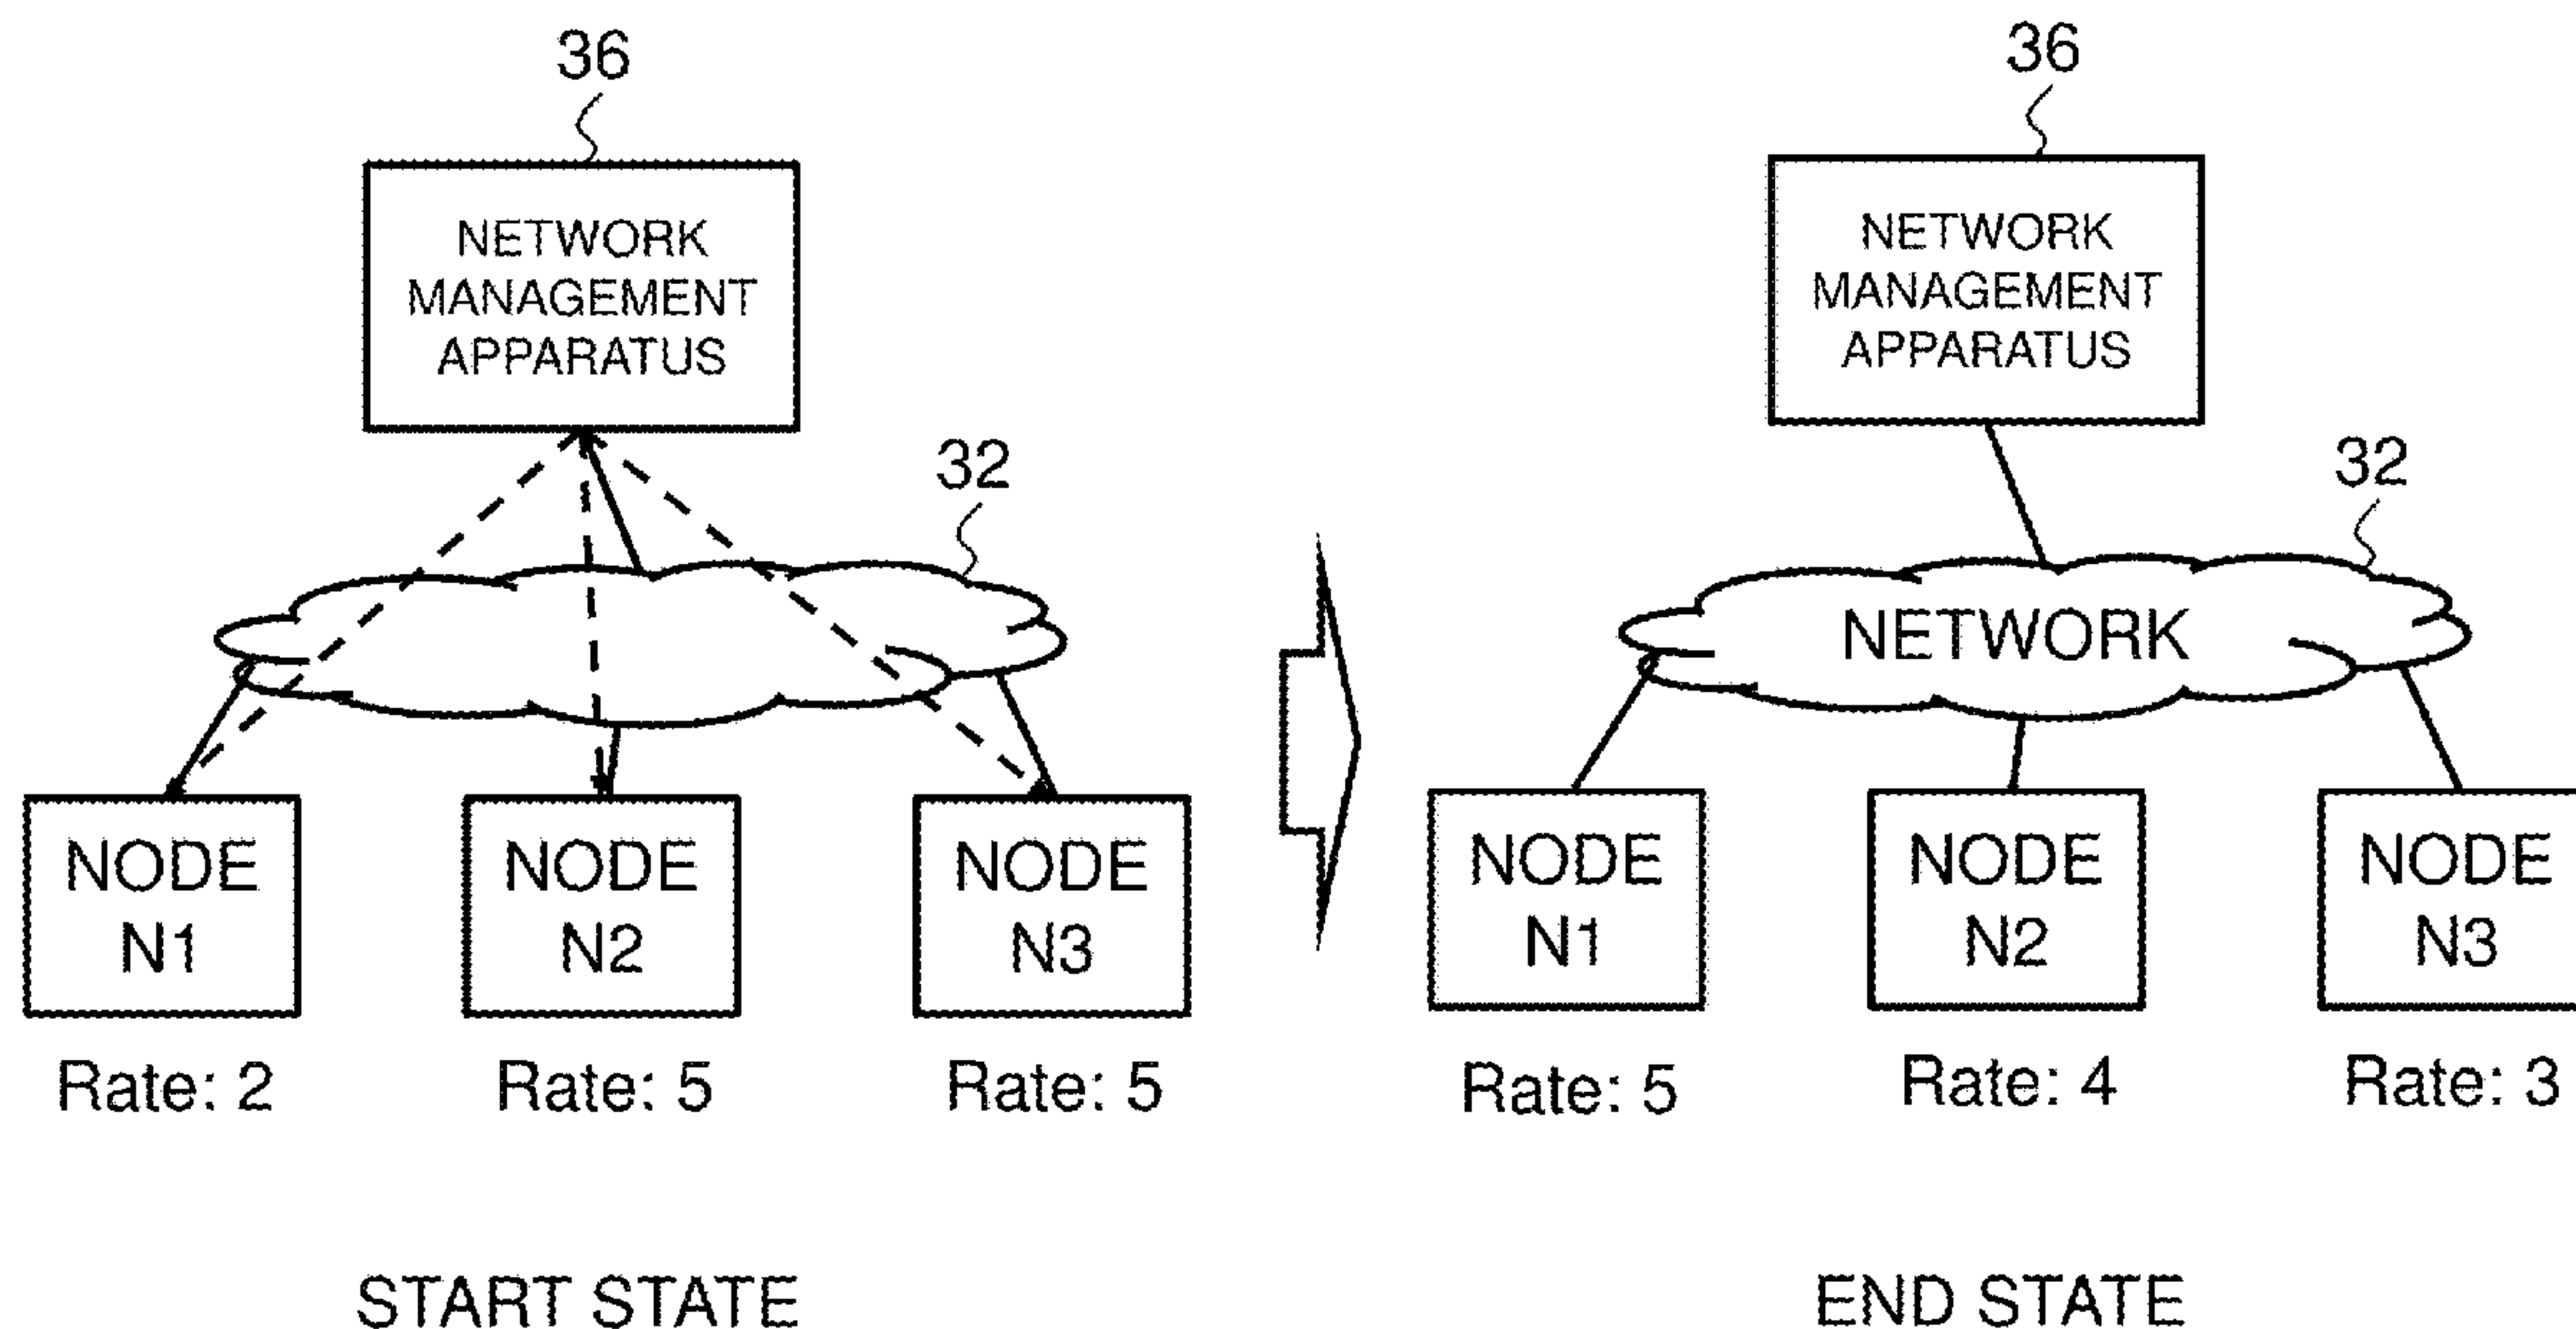 36
NETWORK
MANAGEMENT
APPARATUS
32
NODE
N1
NODE
N2
NODE
N3
Rate: 2
Rate: 5
Rate: 5
START STATE
36
NETWORK
MANAGEMENT
APPARATUS
32
NETWORK
NODE
N1
NODE
N2
NODE
N3
Rate: 5
Rate: 4
Rate: 3
END STATE